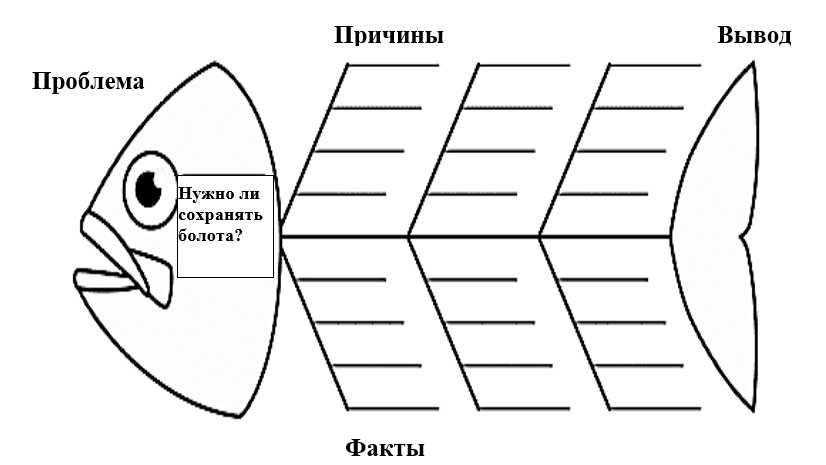 Причины
Вывод
Проблема
Нужно ли
сохранять
болота?
Факты